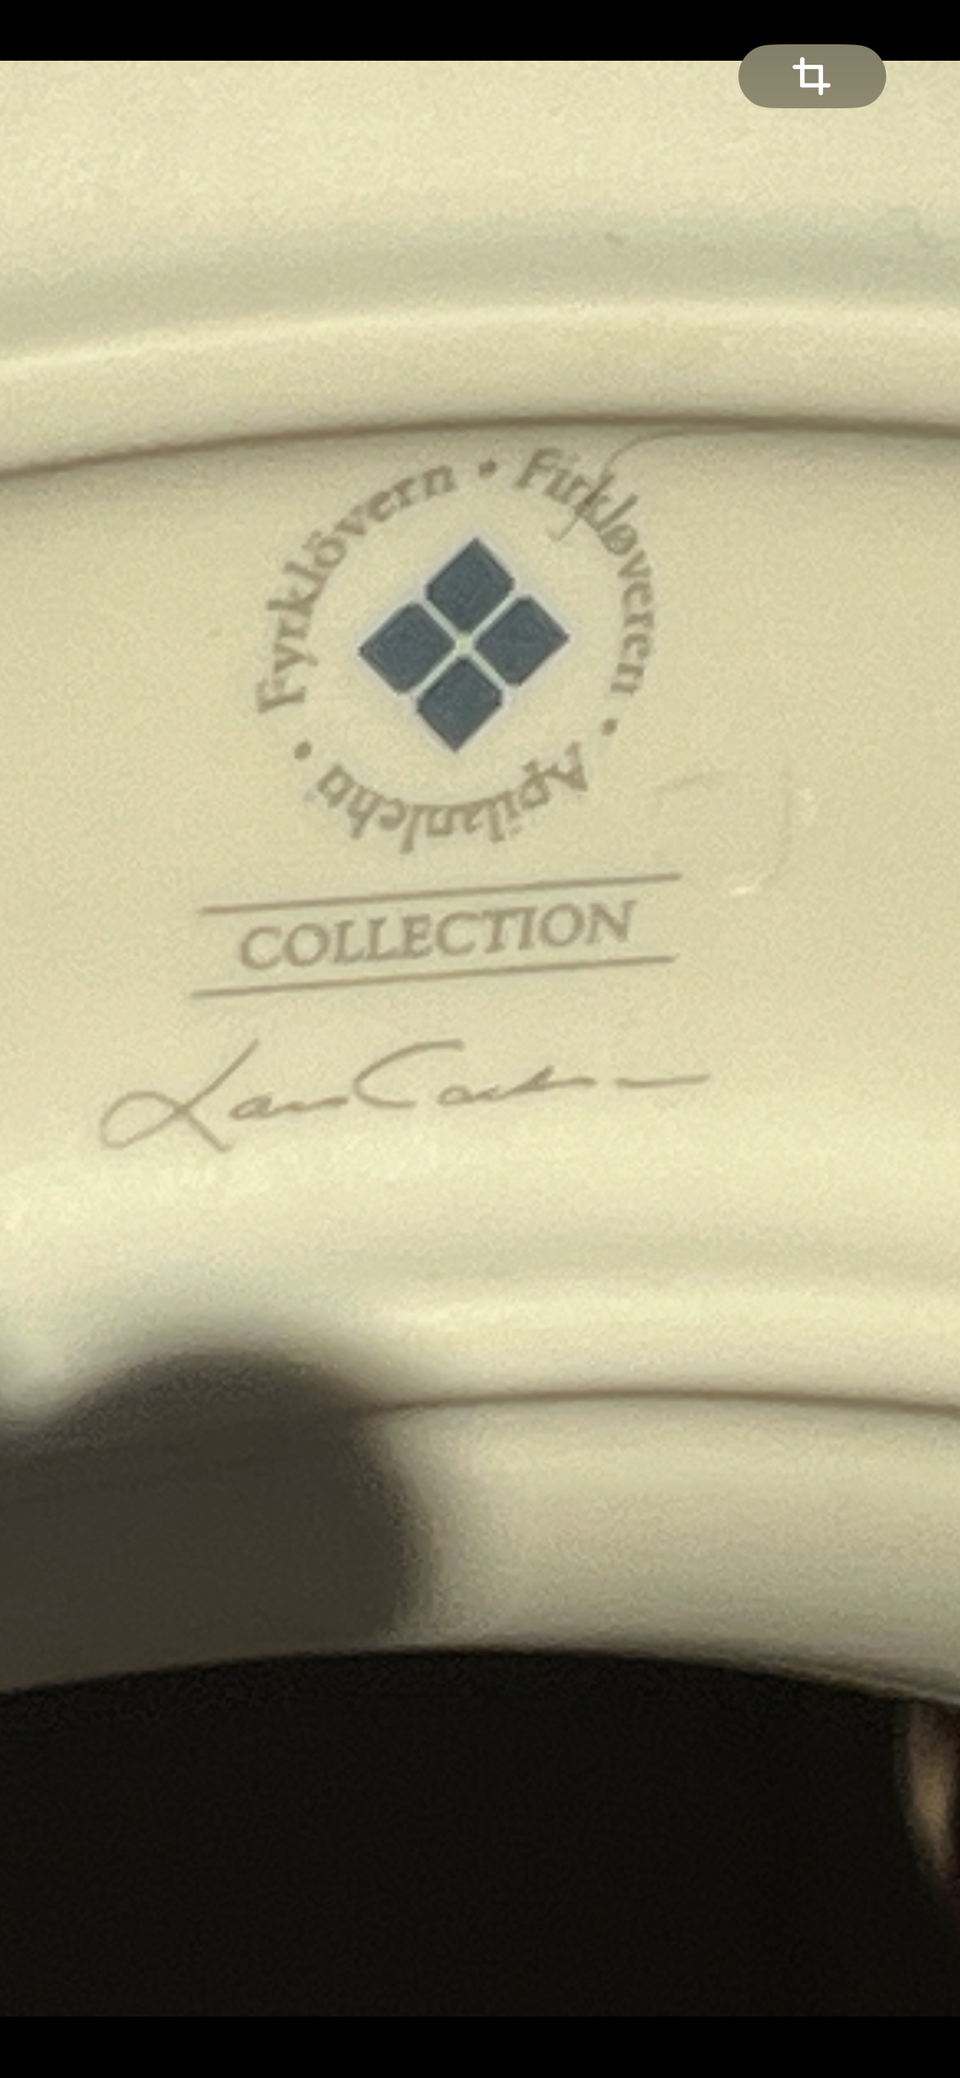 Fyrklövern • Firkløveren • Apilanlehti •
COLLECTION